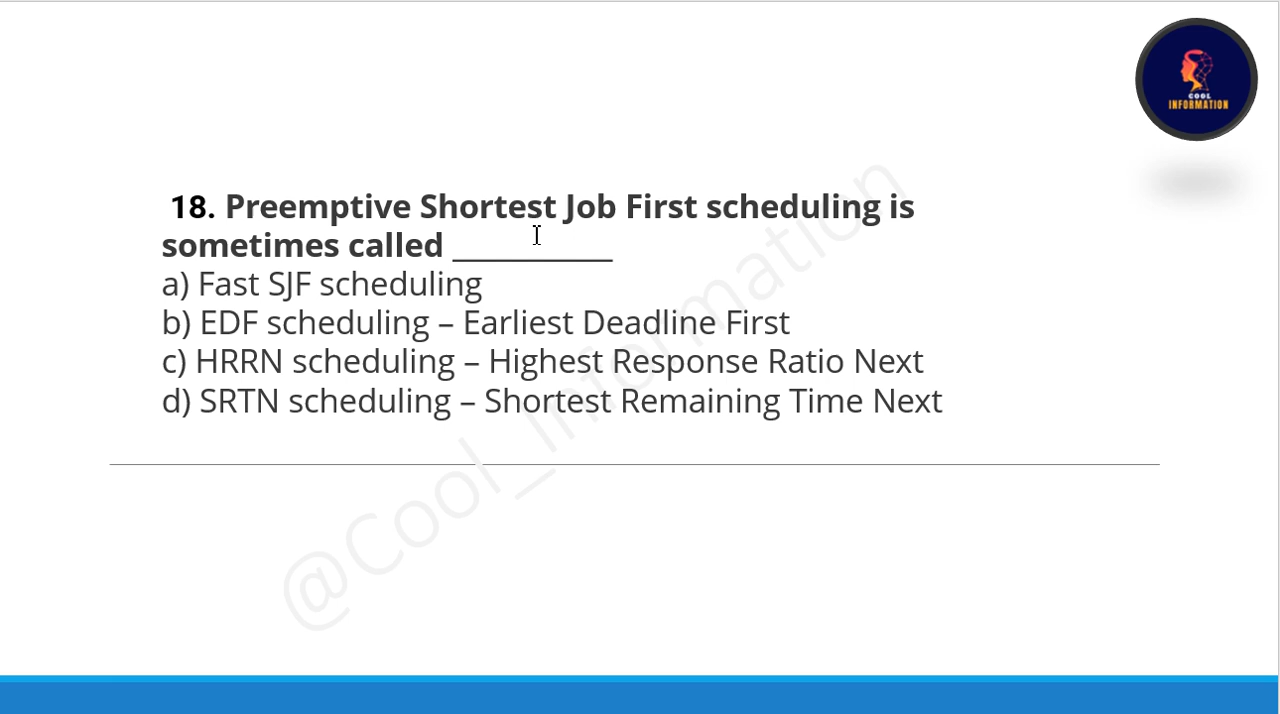 COOL
INFORMATION
18. Preemptive Shortest Job First scheduling is
sometimes called ___________
a) Fast SJF scheduling
b) EDF scheduling – Earliest Deadline First
c) HRRN scheduling – Highest Response Ratio Next
d) SRTN scheduling – Shortest Remaining Time Next
@Cool_Information